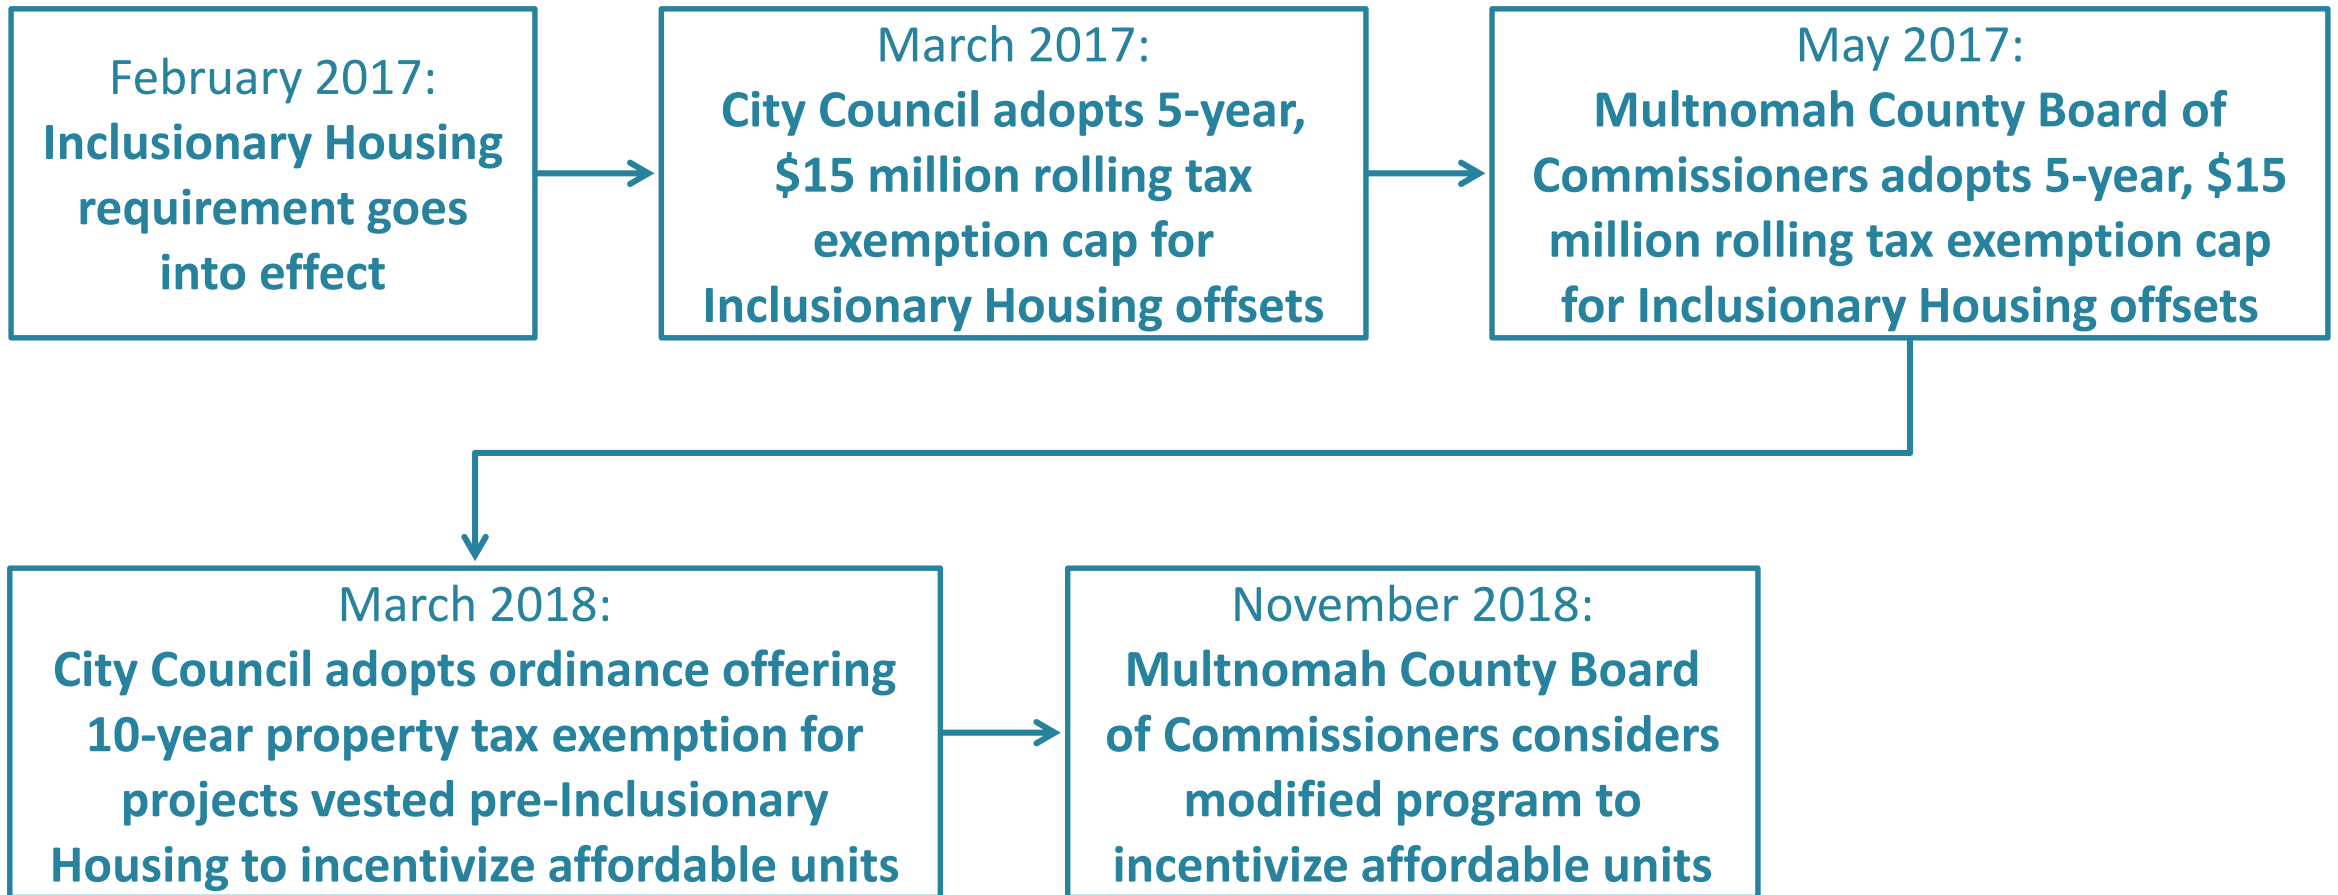 February 2017:
Inclusionary Housing
requirement goes
into effect
March 2017:
City Council adopts 5-year,
$15 million rolling tax
exemption cap for
Inclusionary Housing offsets
May 2017:
Multnomah County Board of
Commissioners adopts 5-year, $15
million rolling tax exemption cap
for Inclusionary Housing offsets
March 2018:
City Council adopts ordinance offering
10-year property tax exemption for
projects vested pre-Inclusionary
Housing to incentivize affordable units
November 2018:
Multnomah County Board
of Commissioners considers
modified program to
incentivize affordable units